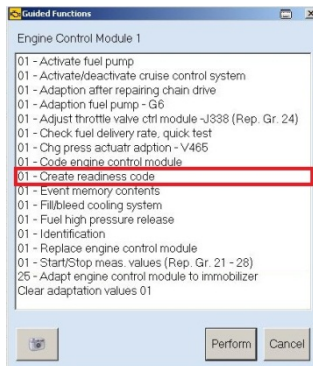 Guided Functions
Engine Control Module 1
01 - Activate fuel pump
01 - Activate/deactivate cruise control system
01 - Adaption after repairing chain drive
01 - Adaption fuel pump - G6
01 - Adjust throttle valve ctrl module -J338 (Rep. Gr. 24)
01 - Check fuel delivery rate, quick test
01 - Chg press actuatr adption - V465
01 - Code engine control module
01 - Create readiness code
01 - Event memory contents
01 - Fill/bleed cooling system
01 - Fuel high pressure release
01 - Identification
01 - Replace engine control module
01 - Start/Stop meas. values (Rep. Gr. 21 - 28)
25 - Adapt engine control module to immobilizer
Clear adaptation values 01
Perform Cancel